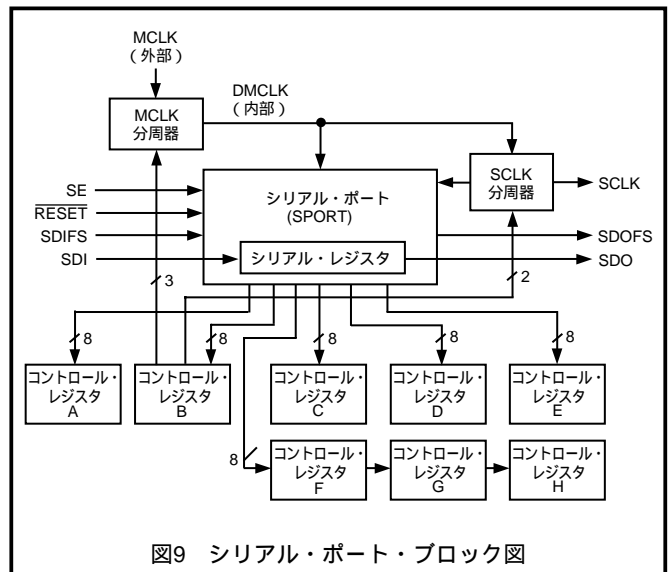 MCLK
（外部）
DMCLK
（内部）
MCLK
分周器
SCLK
分周器
SCLK
SE
RESET
SDIFS
SDI
シリアル・ポート
(SPORT)
シリアル・レジスタ
SDOFS
SDO
3
2
8
8
8
8
8
コントロール・
レジスタ
A
コントロール・
レジスタ
B
コントロール・
レジスタ
C
コントロール・
レジスタ
D
コントロール・
レジスタ
E
8
コントロール・
レジスタ
F
コントロール・
レジスタ
G
コントロール・
レジスタ
H
図9　シリアル・ポート・ブロック図